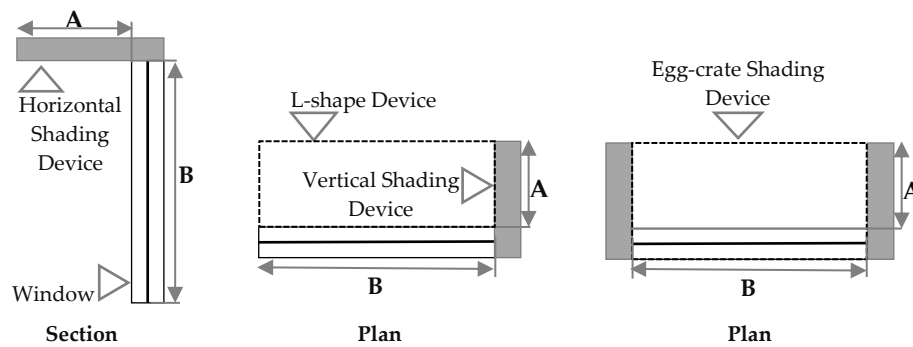 A
Horizontal
Shading
Device
B
Window
Section
L-shape Device
Vertical Shading
Device
A
B
Plan
Egg-crate Shading
Device
A
B
Plan